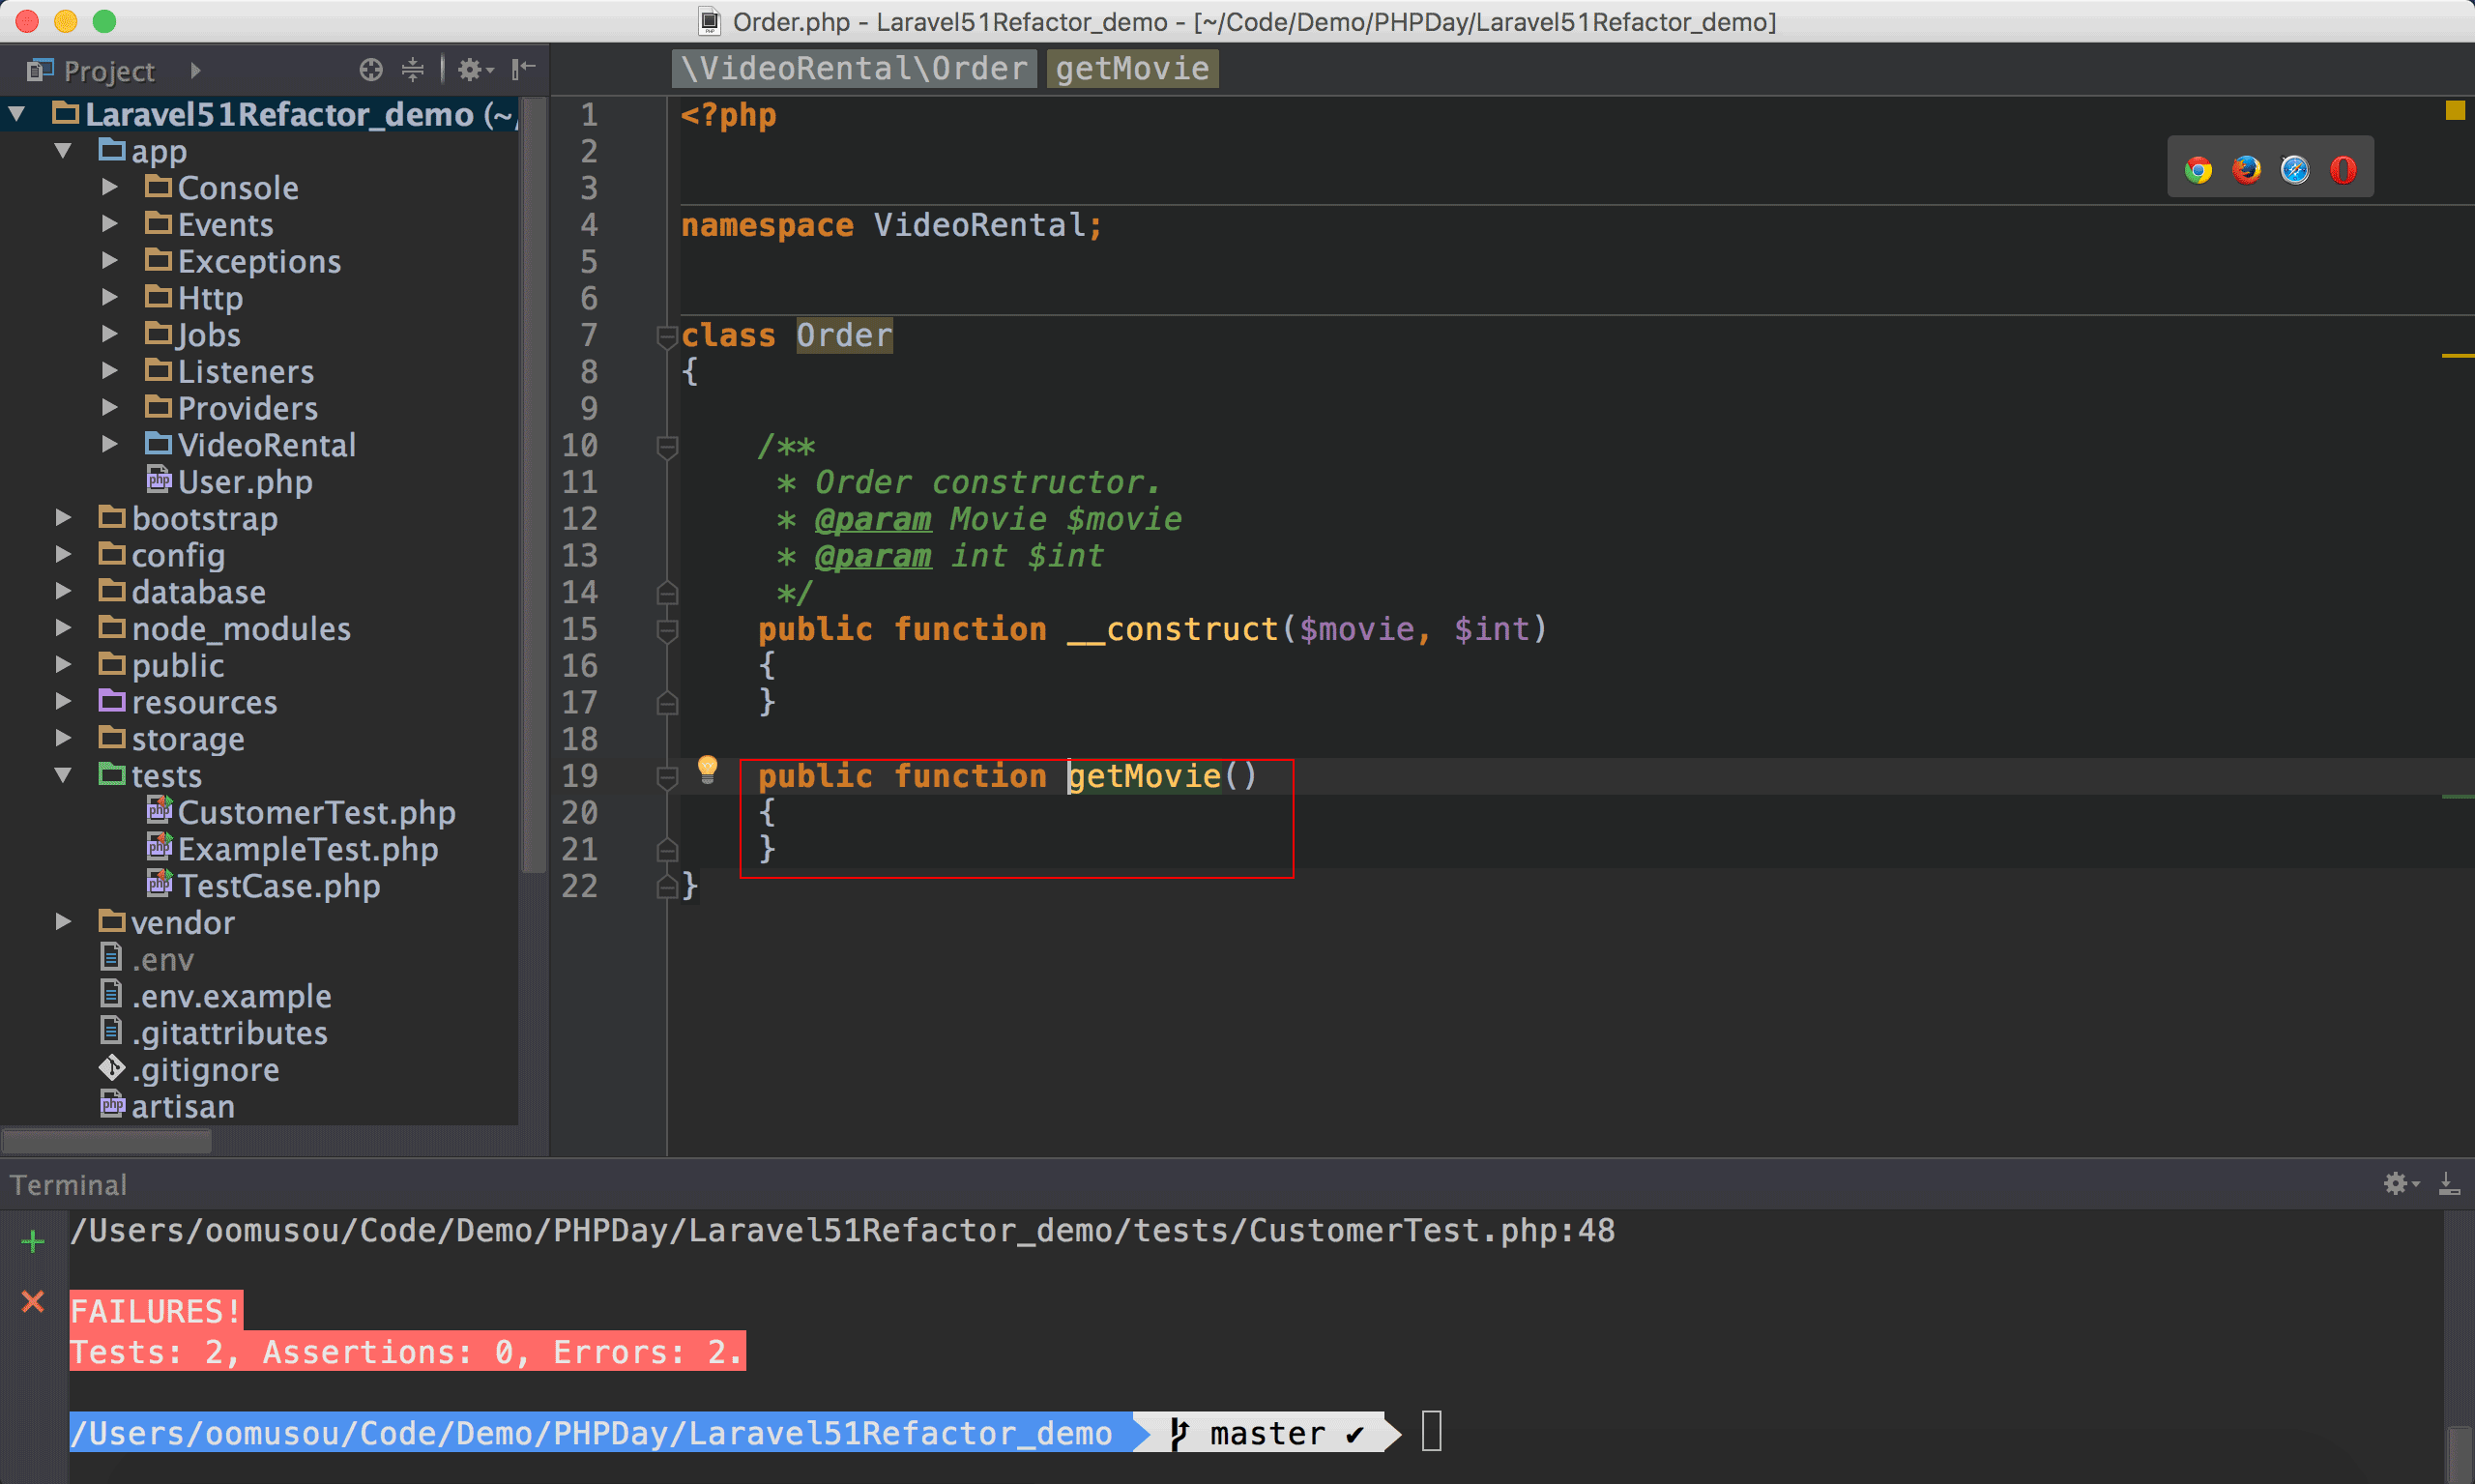 Order.php - Laravel51Refactor_demo - [~/Code/Demo/PHPDay/Laravel51Refactor_demo]
Project
\VideoRental\Order getMovie
Laravel51Refactor_demo (~/
app
Console
Events
Exceptions
Http
Jobs
Listeners
Providers
VideoRental
User.php
bootstrap
config
database
node_modules
public
resources
storage
tests
CustomerTest.php
ExampleTest.php
TestCase.php
vendor
.env
.env.example
.gitattributes
.gitignore
artisan
1 <?php
2
3
4 namespace VideoRental;
5
6
7 class Order
8 {
9
10 /**
11 * Order constructor.
12 * @param Movie $movie
13 * @param int $int
14 */
15 public function __construct($movie, $int)
16 {
17 }
18
19 public function getMovie()
20 {
21 }
22 }
Terminal
/Users/oomusou/Code/Demo/PHPDay/Laravel51Refactor_demo/tests/CustomerTest.php:48
FAILURES!
Tests: 2, Assertions: 0, Errors: 2.
/Users/oomusou/Code/Demo/PHPDay/Laravel51Refactor_demo master ✔